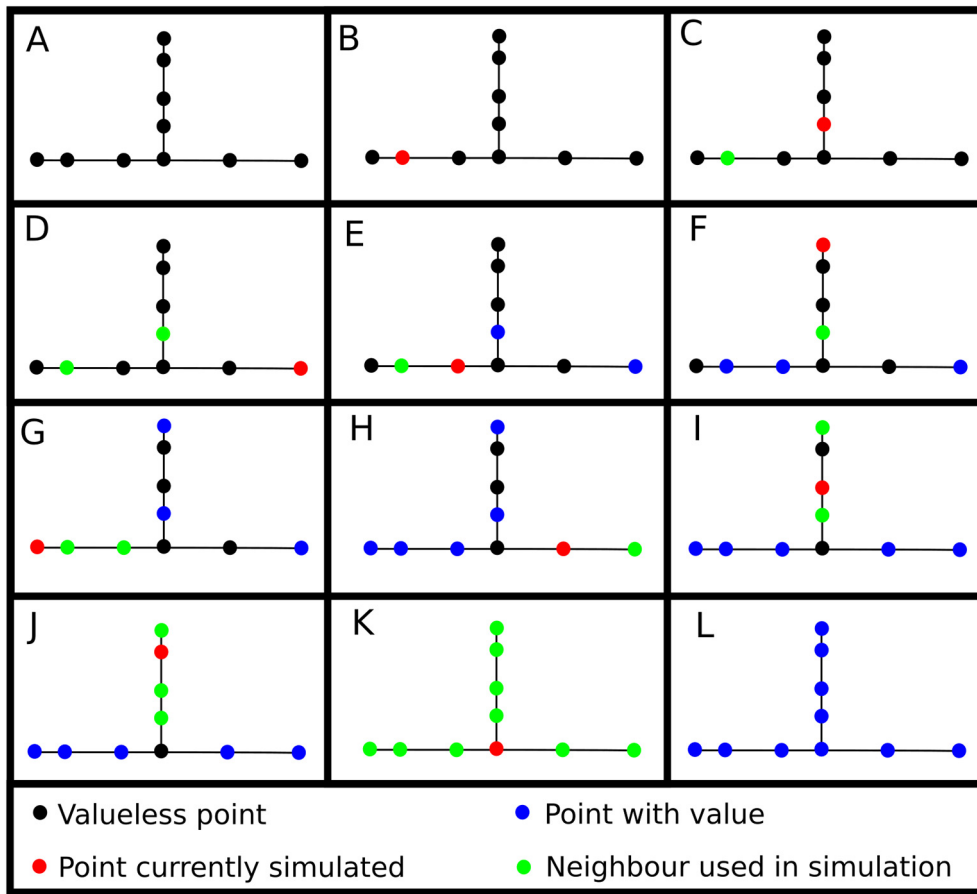 A
B
C
D
E
F
G
H
I
J
K
L
Valueless point
Point with value
Point currently simulated
Neighbour used in simulation